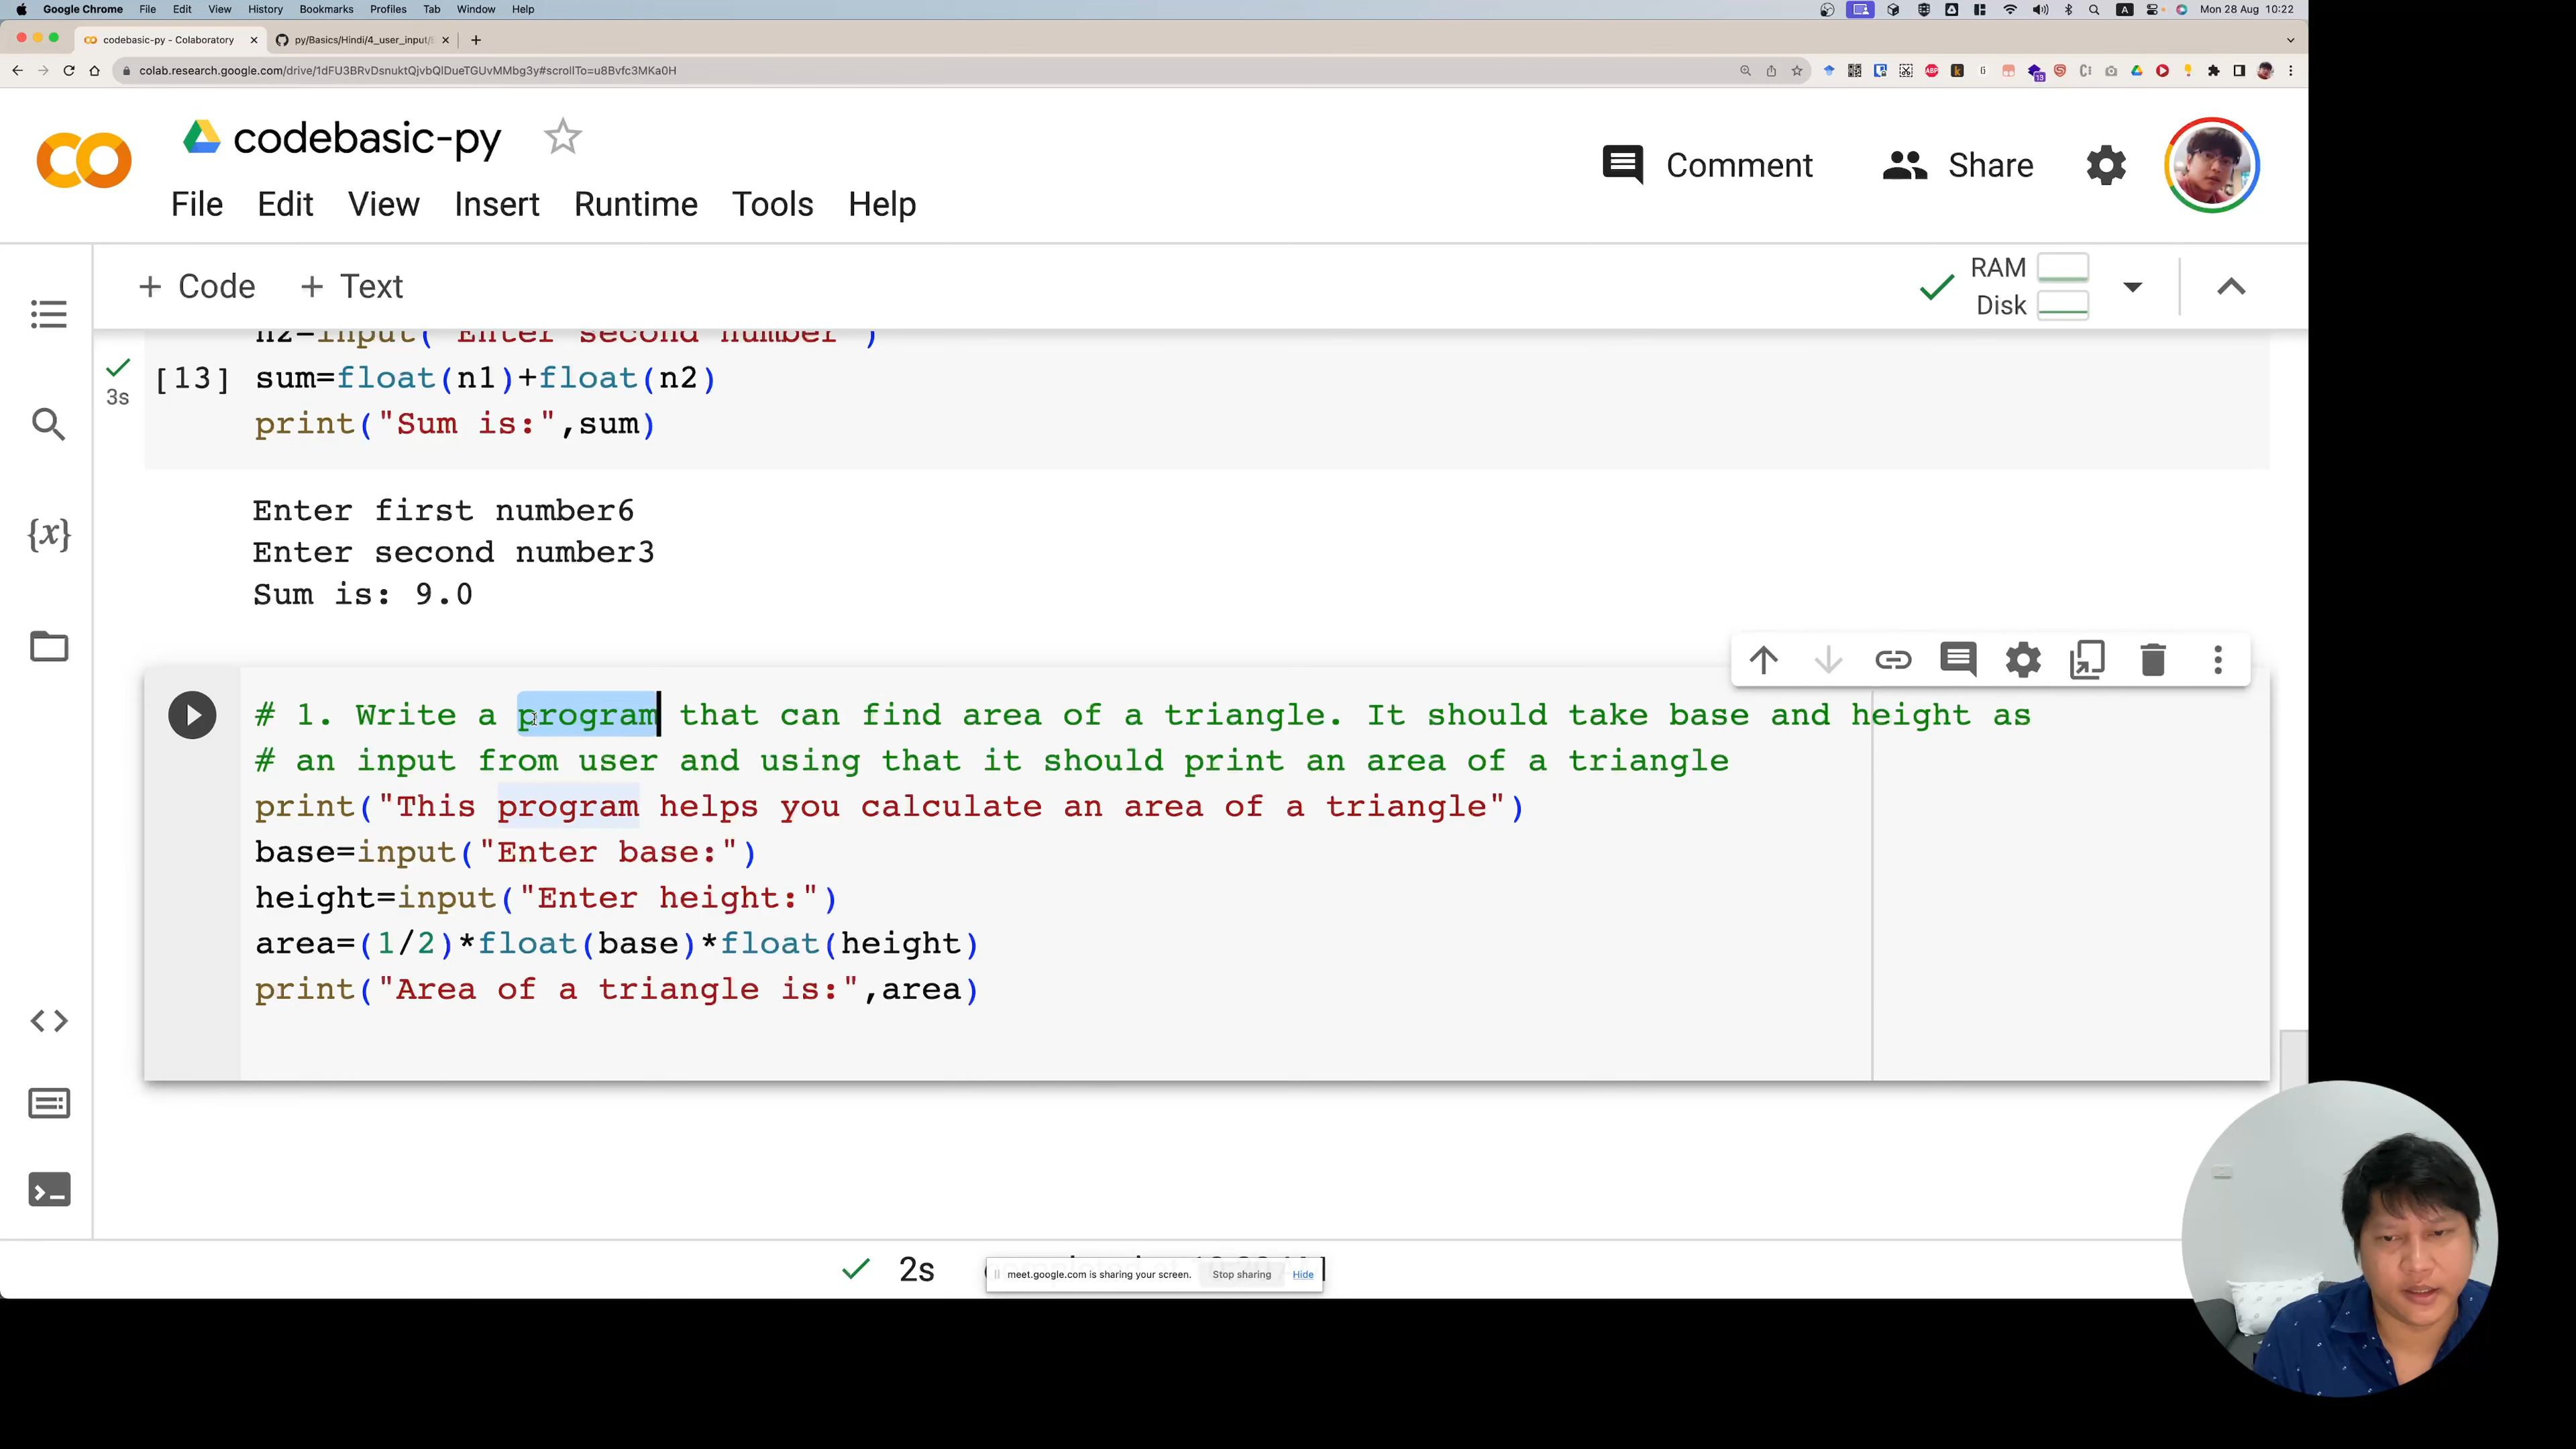 Google Chrome File Edit View History Bookmarks Profiles Tab Window Help
A Mon 28 Aug 10:22
codebasic-py - Colaboratory
py/Basics/Hindi/4_user_input/
colab.research.google.com/drive/1dFU3BRvDsnuktQjvbQIDueTGUvMMbg3y#scrollTo=u8Bvfc3MKa0H
codebasic-py
Comment Share
File Edit View Insert Runtime Tools Help
+ Code + Text
RAM
Disk
n2=input("Enter second number")
3s [13] sum=float(n1)+float(n2)
print("Sum is:",sum)
Enter first number6
Enter second number3
Sum is: 9.0
{x}
# 1. Write a program that can find area of a triangle. It should take base and height as
# an input from user and using that it should print an area of a triangle
print("This program helps you calculate an area of a triangle")
base=input("Enter base:")
height=input("Enter height:")
area=(1/2)*float(base)*float(height)
print("Area of a triangle is:",area)
2s
meet.google.com is sharing your screen. Stop sharing Hide